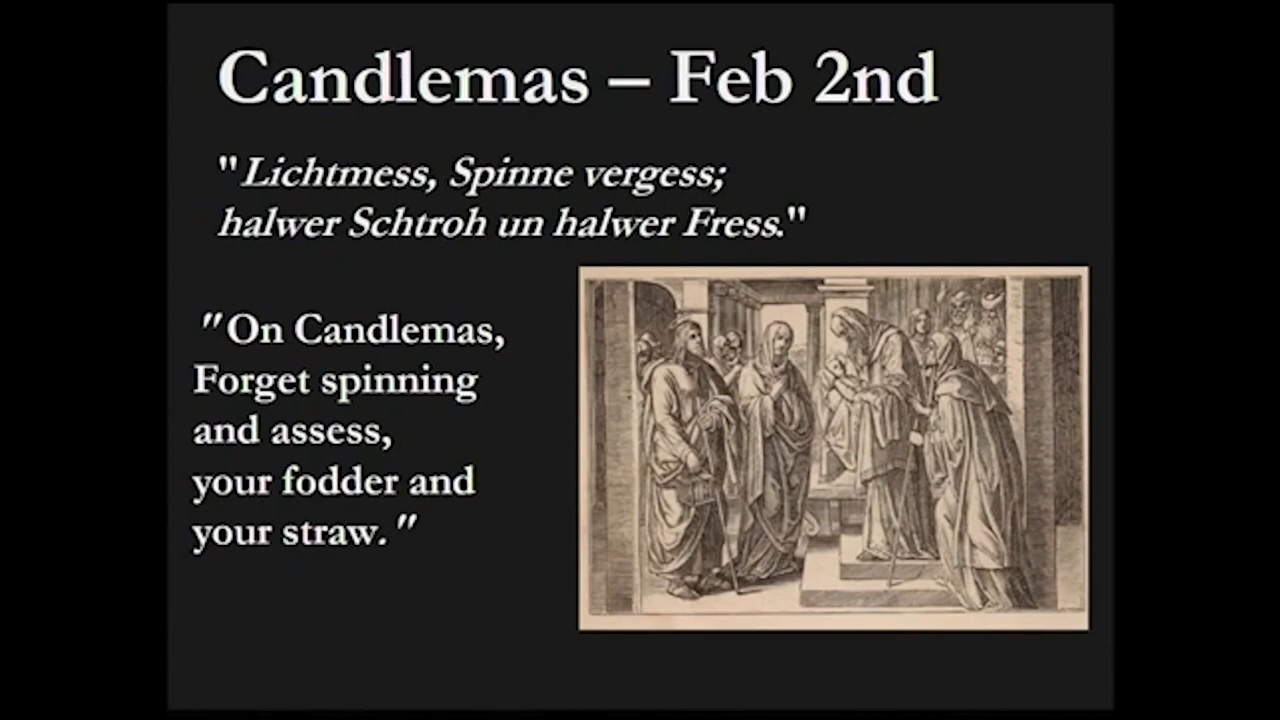 Candlemas – Feb 2nd
"Lichtmess, Spinne vergess;
halwer Schtroh un halwer Fress."
"On Candlemas,
Forget spinning
and assess,
your fodder and
your straw."